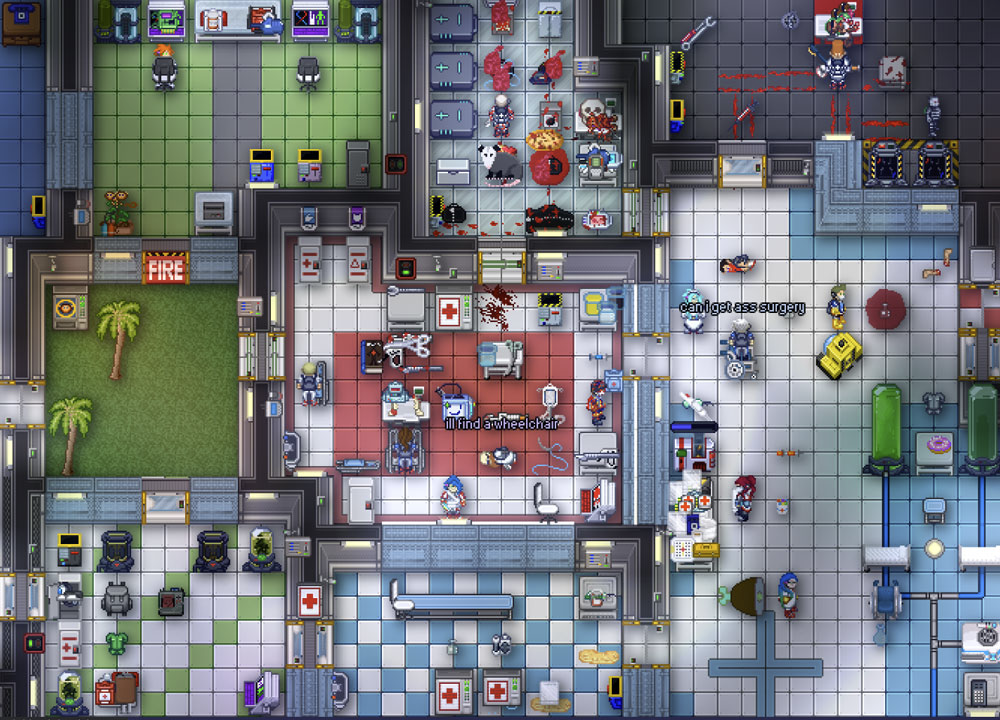 FIRE
can i get ass surgery
ill find a wheelchair